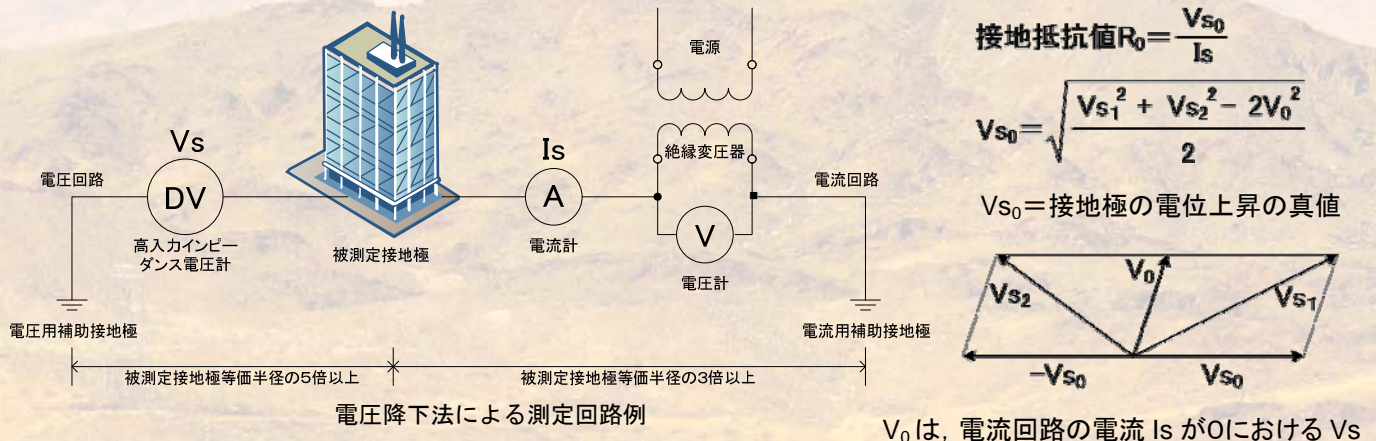 電源
絶縁変圧器
Vs
Is
電圧回路
電流回路
DV
A
V
高入力インピー
ダンス電圧計
被測定接地極
電流計
電圧計
電圧用補助接地極
電流用補助接地極
被測定接地極等価半径の5倍以上
被測定接地極等価半径の3倍以上
電圧降下法による測定回路例
接地抵抗値R₀=Vs₀/Is
Vs₀=√((Vs₁² + Vs₂² − 2V₀²)/2)
Vs₀=接地極の電位上昇の真値
Vs₂
V₀
Vs₁
−Vs₀
Vs₀
V₀は, 電流回路の電流 Is が0における Vs